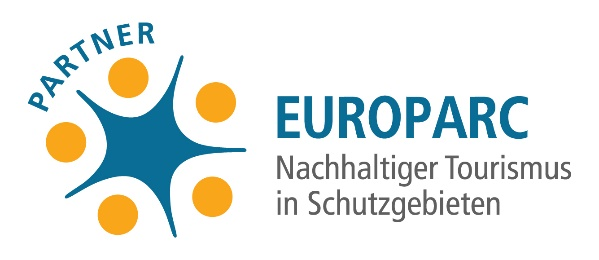 PARTNER
EUROPARC
Nachhaltiger Tourismus
in Schutzgebieten